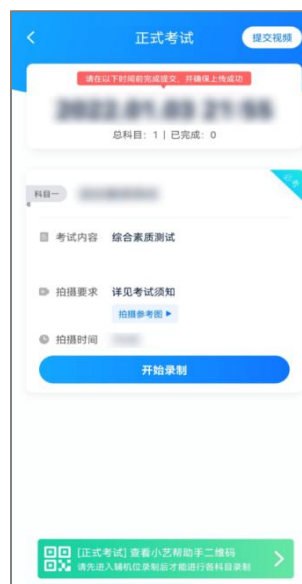 正式考试
提交视频
请在以下时间前完成提交，并确保上传成功
总科目：1 | 已完成：0
科目一
必考
考试内容 综合素质测试
拍摄要求 详见考试须知
拍摄参考图
拍摄时间
开始录制
[正式考试] 查看小艺帮助手二维码
请先进入辅机位录制后才能进行各科目录制